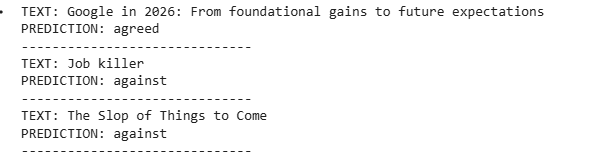 • TEXT: Google in 2026: From foundational gains to future expectations
PREDICTION: agreed
------------------------------
TEXT: Job killer
PREDICTION: against
------------------------------
TEXT: The Slop of Things to Come
PREDICTION: against
------------------------------